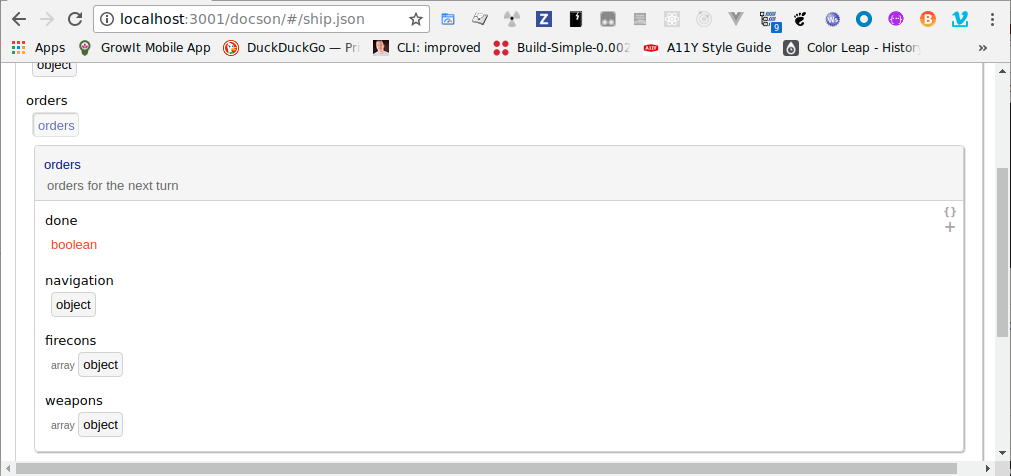 localhost:3001/docson/#/ship.json
Apps GrowIt Mobile App DuckDuckGo — Pri CLI: improved Build-Simple-0.002 A11Y A11Y Style Guide Color Leap - History »
object
orders
orders
orders
orders for the next turn
{}
+
done
boolean
navigation
object
firecons
array object
weapons
array object